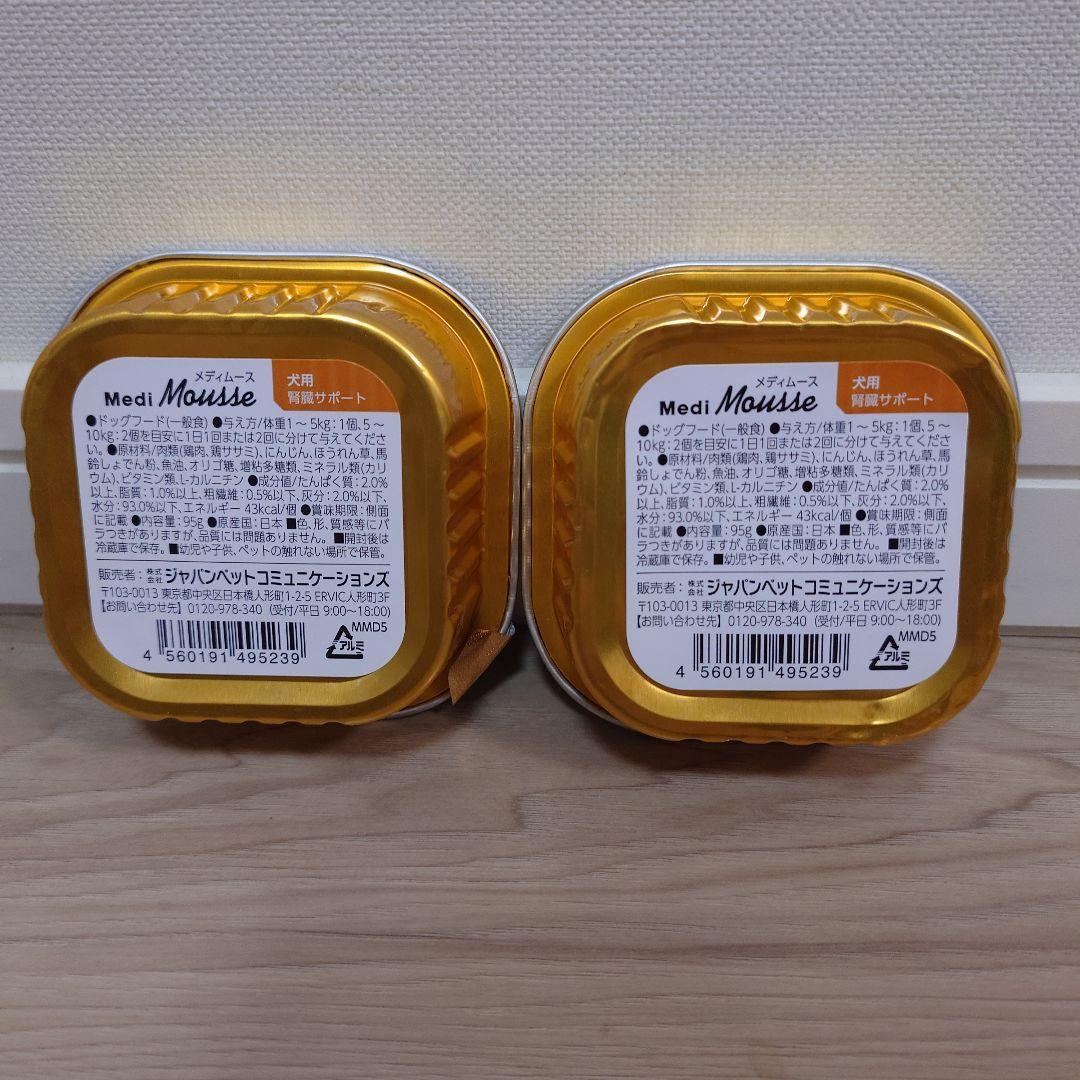 メディムース
Medi Mousse
犬用
腎臓サポート
●ドッグフード(一般食) ●与え方/体重1～5kg:1個、5～
10kg:2個を目安に1日1回または2回に分けて与えてくださ
い。●原材料/肉類(鶏肉、鶏ササミ)、にんじん、ほうれん草、馬
鈴しょでん粉、魚油、オリゴ糖、増粘多糖類、ミネラル類(カリ
ウム)、ビタミン類、L-カルニチン ●成分値/たんぱく質:2.0%
以上、脂質:1.0%以上、粗繊維:0.5%以下、灰分:2.0%以下、
水分:93.0%以下、エネルギー 43kcal/個 ●賞味期限:側面
に記載 ●内容量:95g ●原産国:日本 ■色、形、質感等にバ
ラつきがありますが、品質には問題ありません。■開封後は
冷蔵庫で保存。■幼児や子供、ペットの触れない場所で保管。
販売者:株式会社ジャパンペットコミュニケーションズ
〒103-0013 東京都中央区日本橋人形町1-2-5 ERVIC人形町3F
【お問い合わせ先】0120-978-340 (受付/平日 9:00～18:00)
MMD5
アルミ
4 560191 495239
メディムース
Medi Mousse
犬用
腎臓サポート
●ドッグフード(一般食) ●与え方/体重1～5kg:1個、5～
10kg:2個を目安に1日1回または2回に分けて与えてくださ
い。●原材料/肉類(鶏肉、鶏ササミ)、にんじん、ほうれん草、馬
鈴しょでん粉、魚油、オリゴ糖、増粘多糖類、ミネラル類(カリ
ウム)、ビタミン類、L-カルニチン ●成分値/たんぱく質:2.0%
以上、脂質:1.0%以上、粗繊維:0.5%以下、灰分:2.0%以下、
水分:93.0%以下、エネルギー 43kcal/個 ●賞味期限:側面
に記載 ●内容量:95g ●原産国:日本 ■色、形、質感等にバ
ラつきがありますが、品質には問題ありません。■開封後は
冷蔵庫で保存。■幼児や子供、ペットの触れない場所で保管。
販売者:株式会社ジャパンペットコミュニケーションズ
〒103-0013 東京都中央区日本橋人形町1-2-5 ERVIC人形町3F
【お問い合わせ先】0120-978-340 (受付/平日 9:00～18:00)
MMD5
アルミ
4 560191 495239